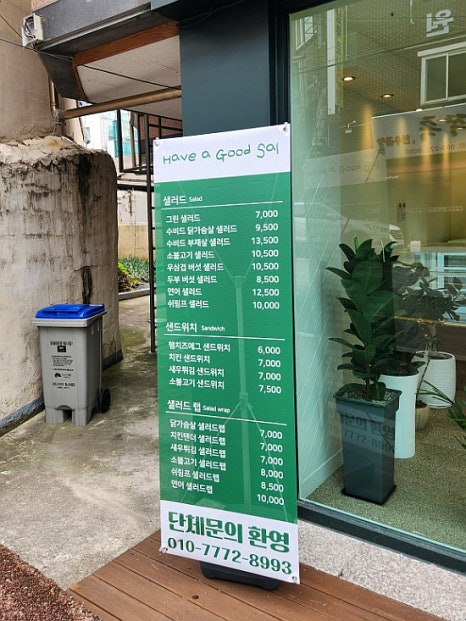 Have a Good Sal
샐러드 Salad
그린 샐러드 7,000
수비드 닭가슴살 샐러드 9,500
수비드 부채살 샐러드 13,500
소불고기 샐러드 10,500
우삼겹 버섯 샐러드 10,500
두부 버섯 샐러드 8,500
연어 샐러드 12,500
쉬림프 샐러드 10,000
샌드위치 Sandwich
햄치즈에그 샌드위치 6,000
치킨 샌드위치 7,000
새우튀김 샌드위치 7,000
소불고기 샌드위치 7,500
샐러드 랩 Salad wrap
닭가슴살 샐러드랩 7,000
치킨텐더 샐러드랩 7,000
새우튀김 샐러드랩 7,000
소불고기 샐러드랩 8,000
쉬림프 샐러드랩 8,500
연어 샐러드랩 10,000
단체문의 환영
010-7772-8993
원